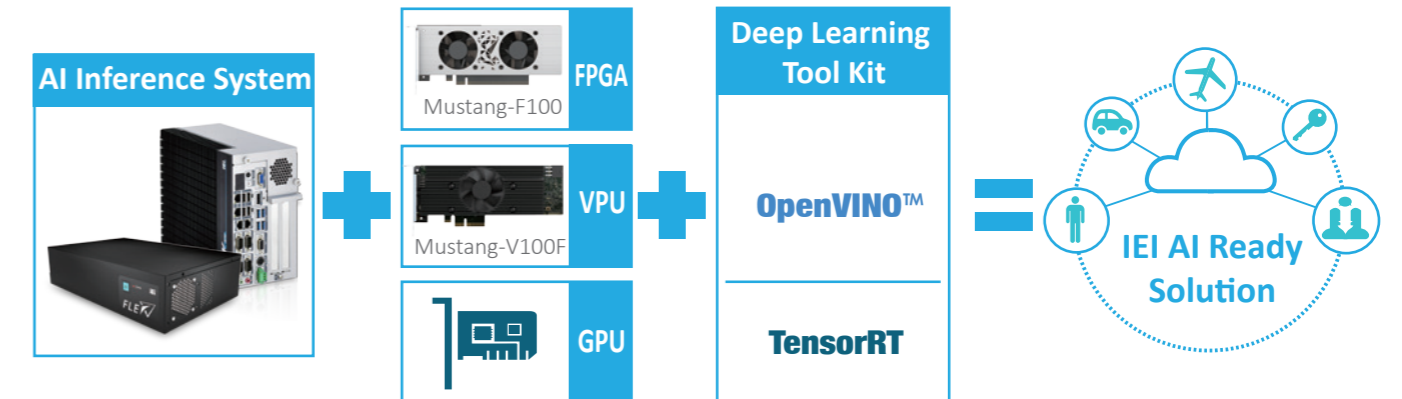 AI Inference System
FLEX
Mustang-F100
FPGA
Mustang-V100F
VPU
GPU
Deep Learning
Tool Kit
OpenVINO™
TensorRT
IEI AI Ready
Solution